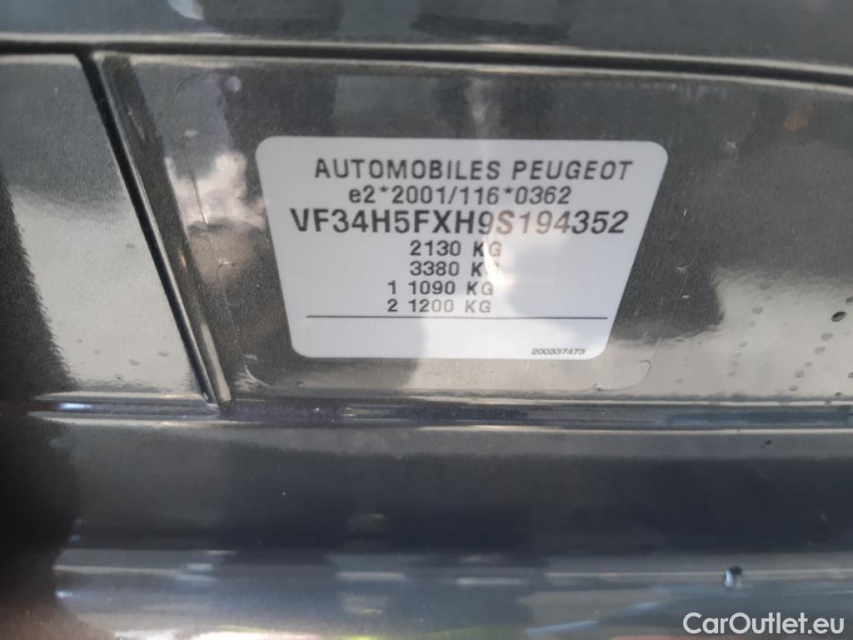 AUTOMOBILES PEUGEOT
e2*2001/116*0362
VF34H5FXH9S194352
2130 KG
3380 KG
1 1090 KG
2 1200 KG
200337473
CarOutlet.eu